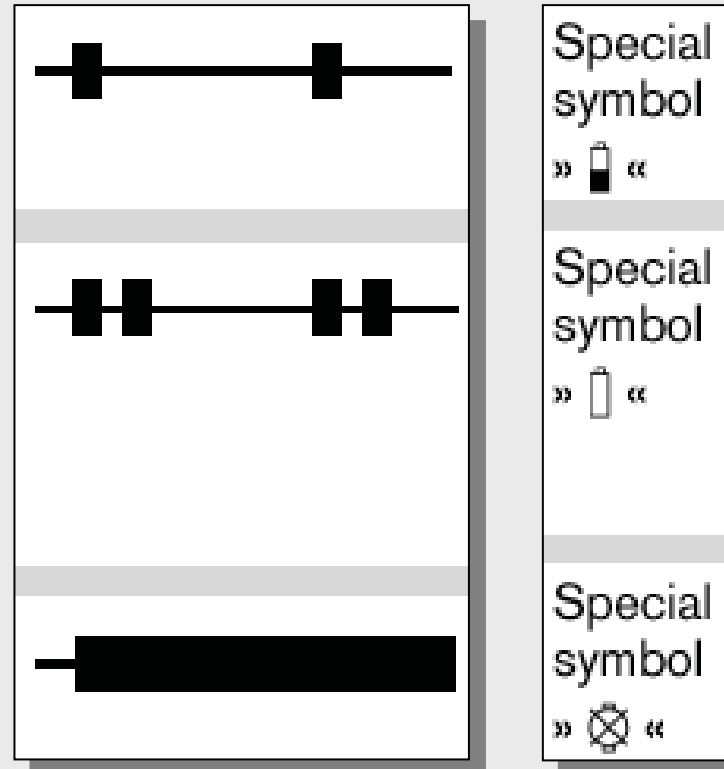 Special
symbol
» «
Special
symbol
» «
Special
symbol
» «